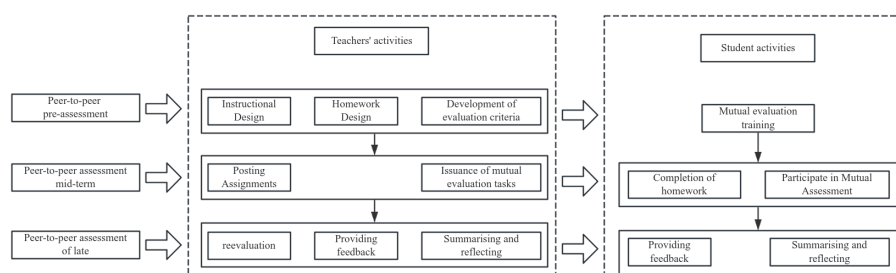 Teachers' activities
Student activities
Peer-to-peer
pre-assessment
Instructional
Design
Homework
Design
Development of
evaluation criteria
Mutual evaluation
training
Peer-to-peer assessment
mid-term
Posting
Assignments
Issuance of mutual
evaluation tasks
Completion of
homework
Participate in Mutual
Assessment
Peer-to-peer assessment
of late
reevaluation
Providing
feedback
Summarising and
reflecting
Providing
feedback
Summarising and
reflecting